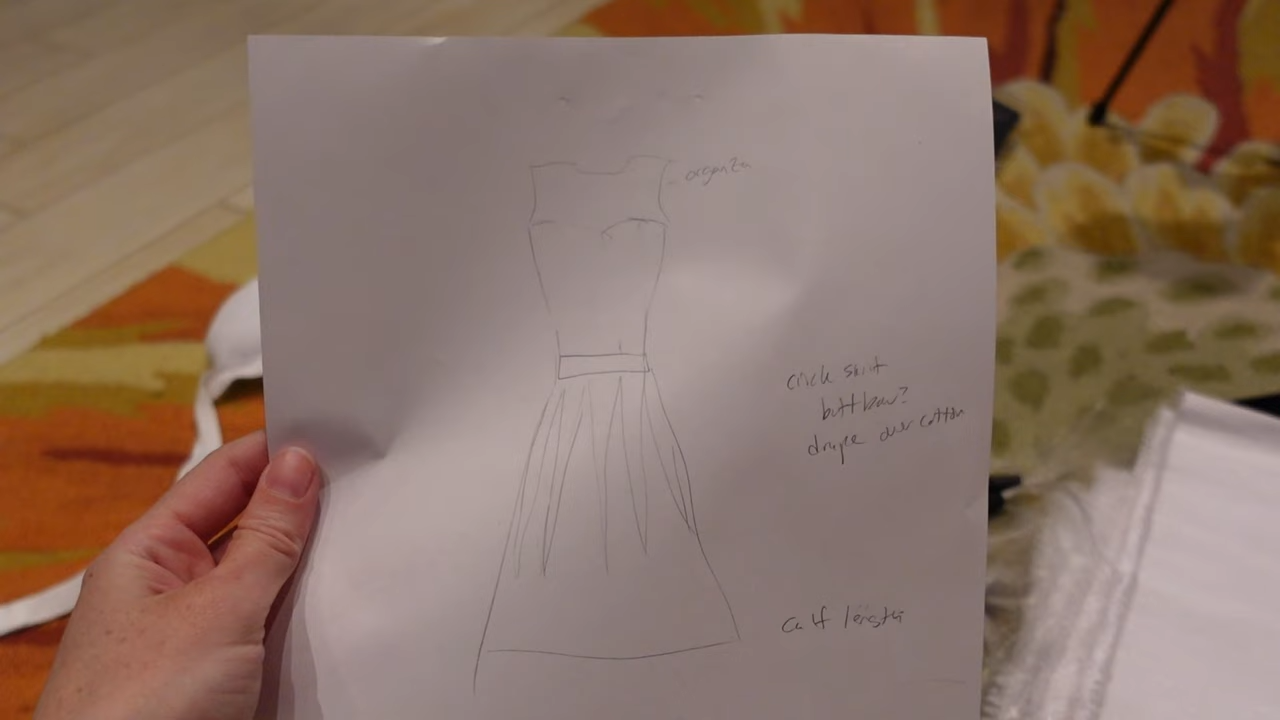 organza
circle skirt
butt bow?
drape over cotton
calf length